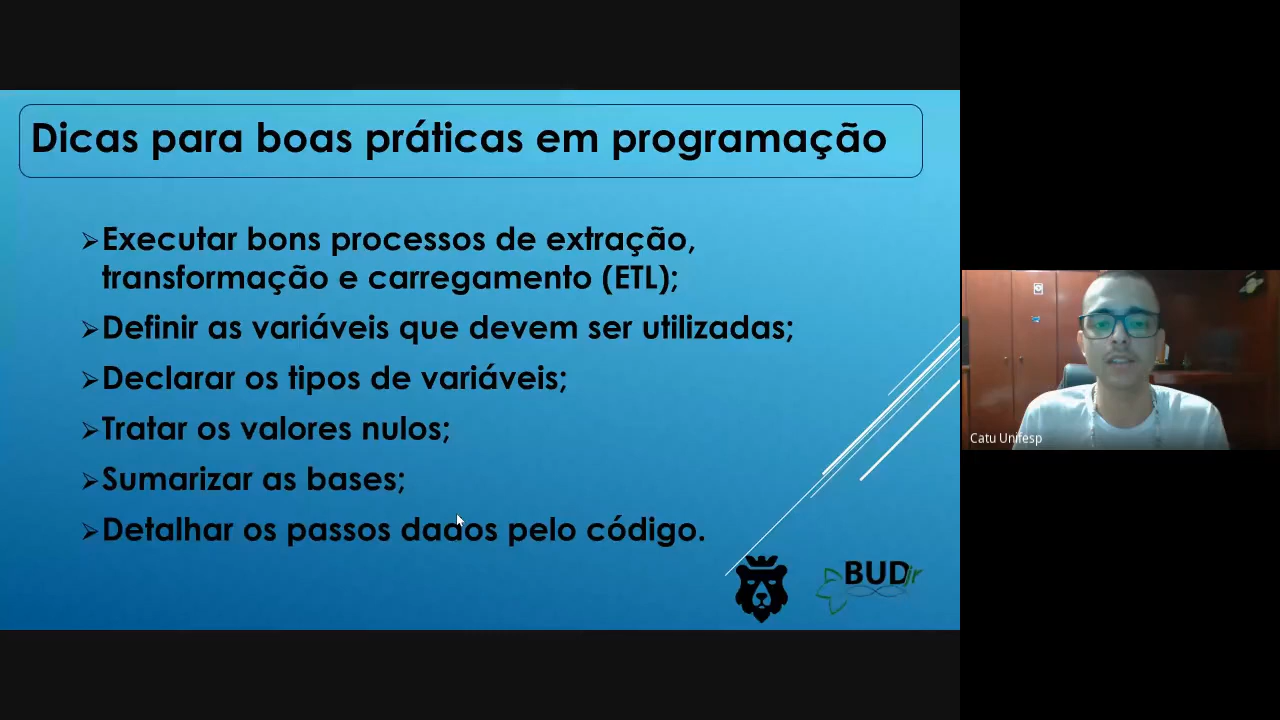 Dicas para boas práticas em programação
➢Executar bons processos de extração,
transformação e carregamento (ETL);
➢Definir as variáveis que devem ser utilizadas;
➢Declarar os tipos de variáveis;
➢Tratar os valores nulos;
➢Sumarizar as bases;
➢Detalhar os passos dados pelo código.
BUDjr
Catu Unifesp